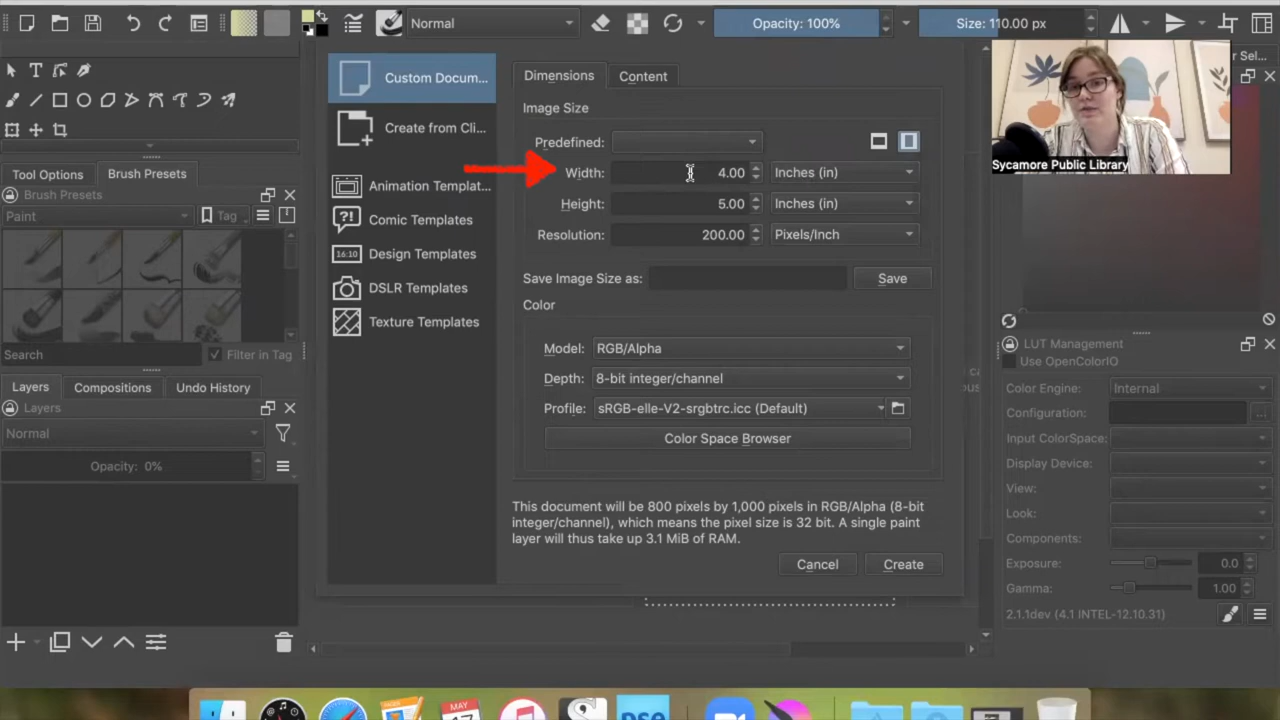 Normal
Opacity: 100%
Size: 110.00 px
Custom Docum...
Create from Cli...
Animation Templat...
Comic Templates
16:10
Design Templates
DSLR Templates
Texture Templates
Dimensions
Content
Image Size
Predefined:
Width: 4.00 Inches (in)
Height: 5.00 Inches (in)
Resolution: 200.00 Pixels/Inch
Save Image Size as:
Save
Color
Model: RGB/Alpha
Depth: 8-bit integer/channel
Profile: sRGB-elle-V2-srgbtrc.icc (Default)
Color Space Browser
This document will be 800 pixels by 1,000 pixels in RGB/Alpha (8-bit
integer/channel), which means the pixel size is 32 bit. A single paint
layer will thus take up 3.1 MiB of RAM.
Cancel
Create
Tool Options
Brush Presets
Brush Presets
Paint
Tag
Search
Filter in Tag
Layers
Compositions
Undo History
Layers
Normal
Opacity: 0%
Sycamore Public Library
r Sel...
LUT Management
Use OpenColorIO
Color Engine: Internal
Configuration:
...
Input ColorSpace:
Display Device:
View:
Look:
Components:
Exposure: 0.0
Gamma: 1.00
2.1.1dev (4.1 INTEL-12.10.31)
MAY